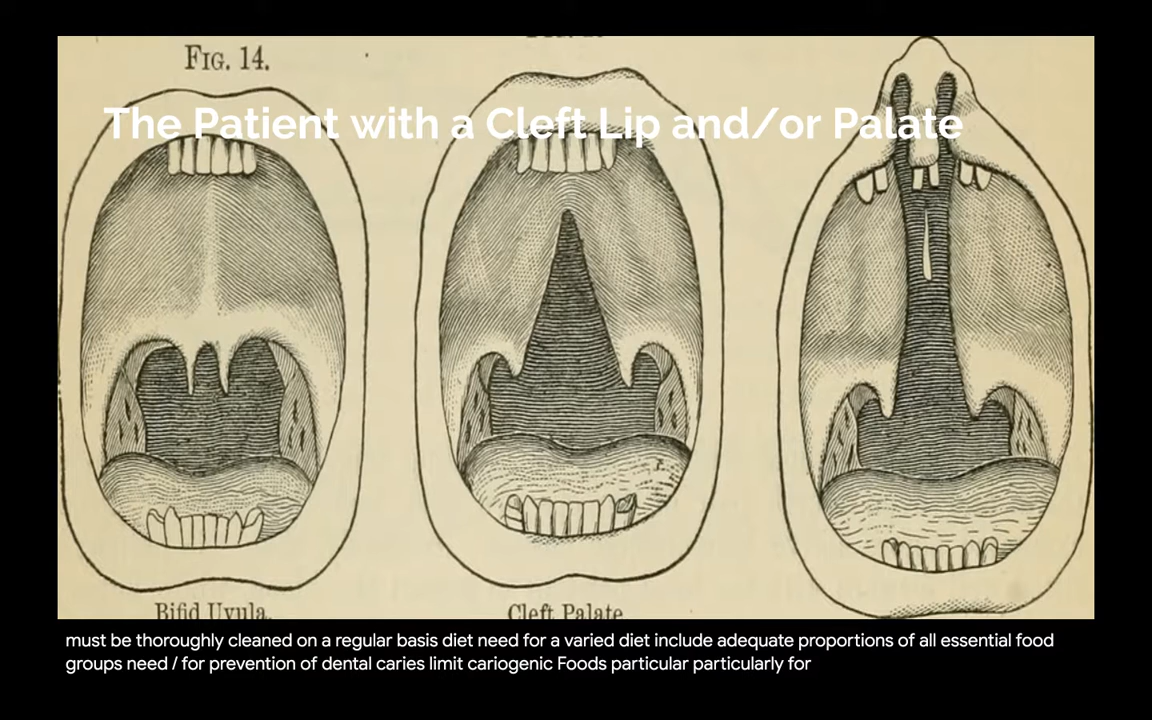 FIG. 14.
The Patient with a Cleft Lip and/or Palate
Bifid Uvula.
Cleft Palate
must be thoroughly cleaned on a regular basis diet need for a varied diet include adequate proportions of all essential food
groups need / for prevention of dental caries limit cariogenic Foods particular particularly for